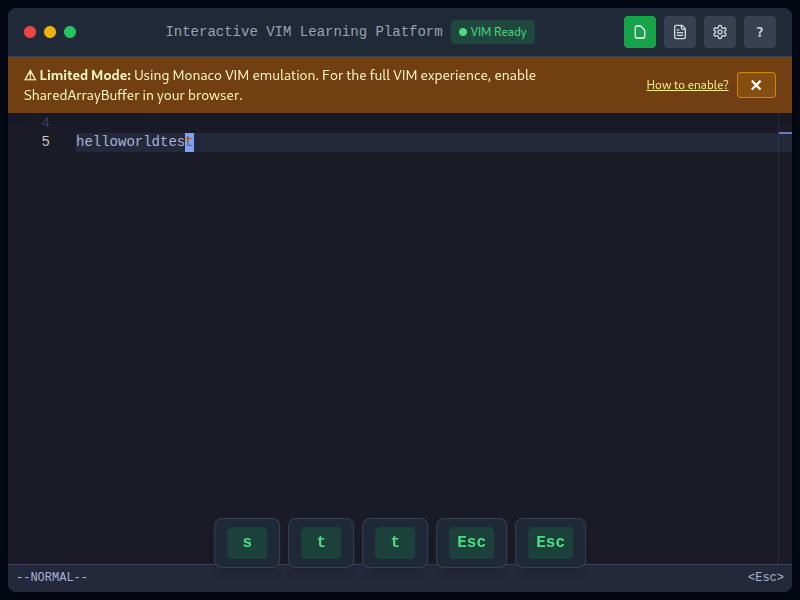 Interactive VIM Learning Platform
VIM Ready
?
⚠ Limited Mode: Using Monaco VIM emulation. For the full VIM experience, enable
SharedArrayBuffer in your browser.
How to enable?
✕
4
5 helloworldtest
s t t Esc Esc
--NORMAL--
<Esc>